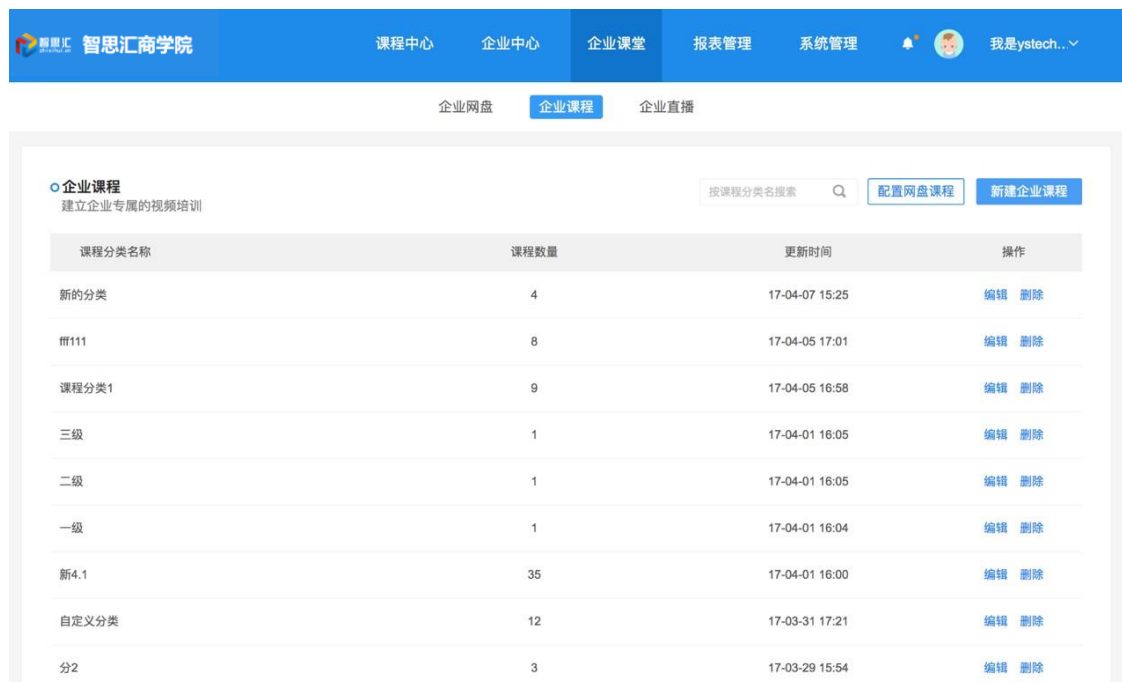 智思汇 智思汇商学院 课程中心 企业中心 企业课堂 报表管理 系统管理 我是ystech...
企业网盘 企业课程 企业直播
企业课程
建立企业专属的视频培训
按课程分类名搜索 配置网盘课程 新建企业课程
课程分类名称 课程数量 更新时间 操作
新的分类 4 17-04-07 15:25 编辑 删除
fff111 8 17-04-05 17:01 编辑 删除
课程分类1 9 17-04-05 16:58 编辑 删除
三级 1 17-04-01 16:05 编辑 删除
二级 1 17-04-01 16:05 编辑 删除
一级 1 17-04-01 16:04 编辑 删除
新4.1 35 17-04-01 16:00 编辑 删除
自定义分类 12 17-03-31 17:21 编辑 删除
分2 3 17-03-29 15:54 编辑 删除